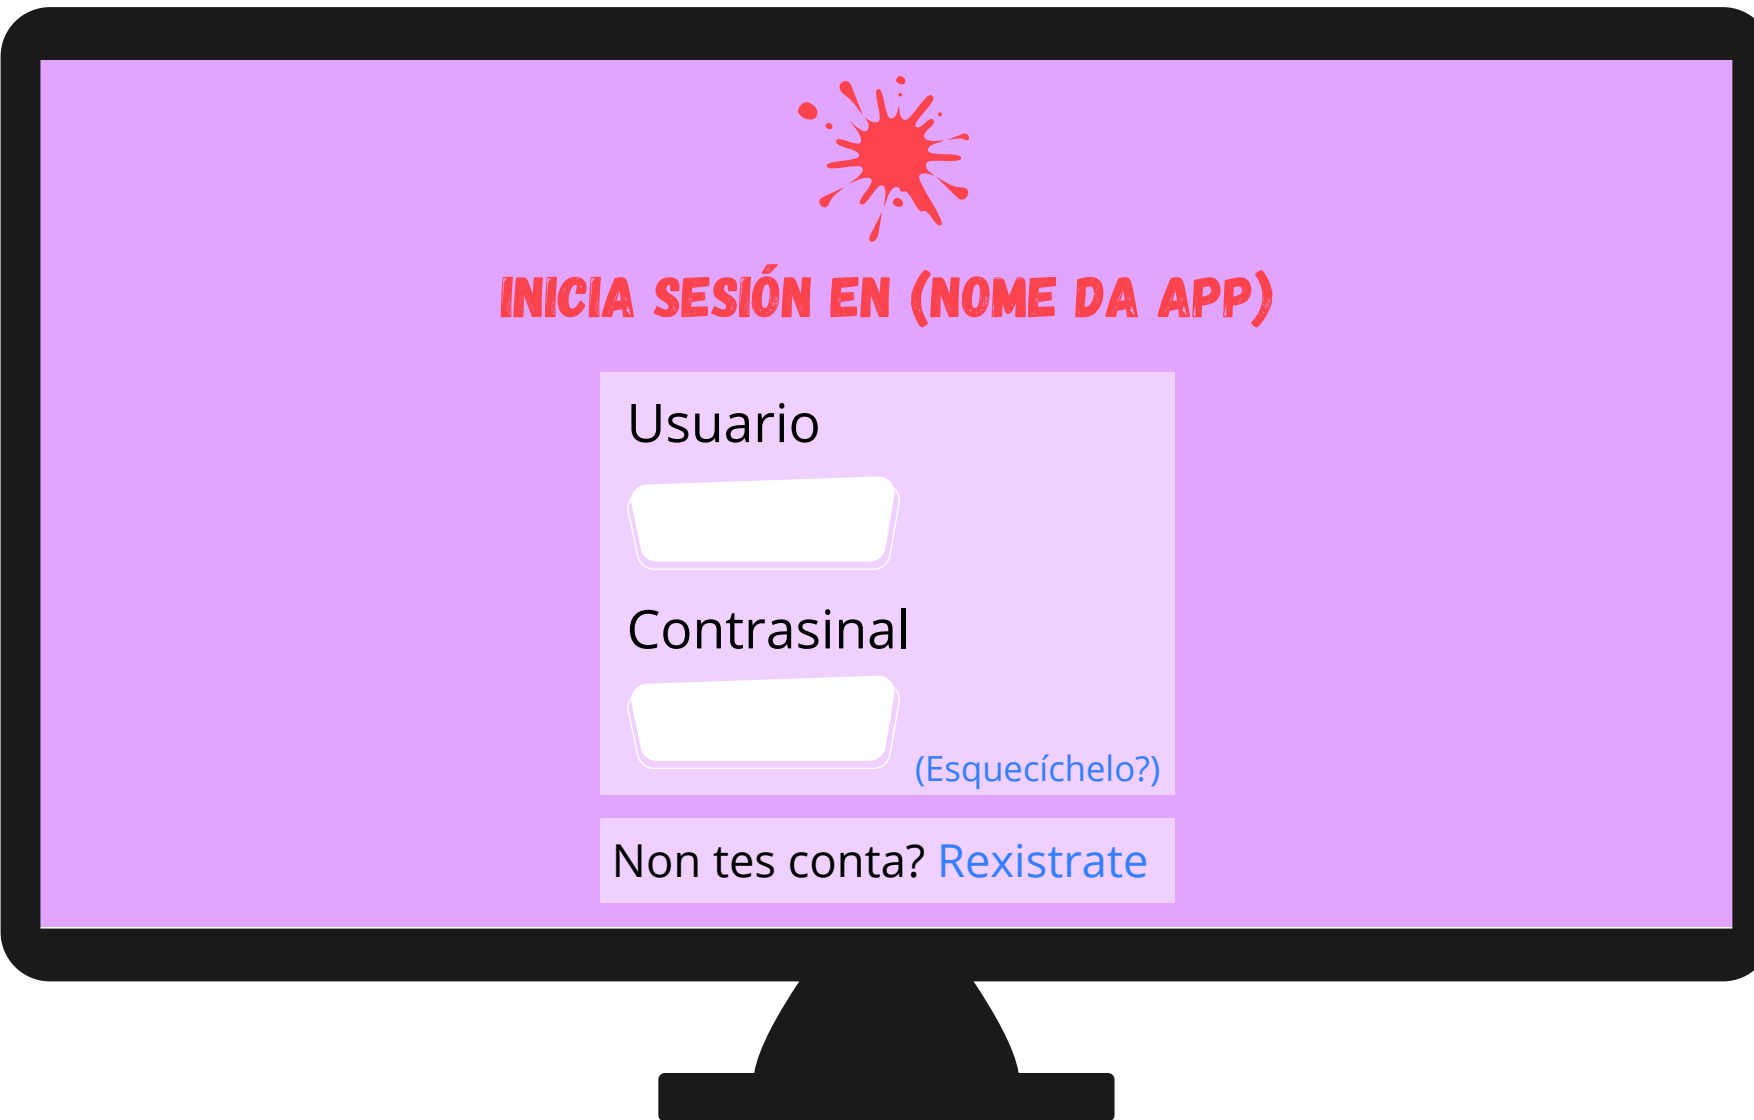 INICIA SESIÓN EN (NOME DA APP)
Usuario
Contrasinal
(Esquecíchelo?)
Non tes conta? Rexistrate